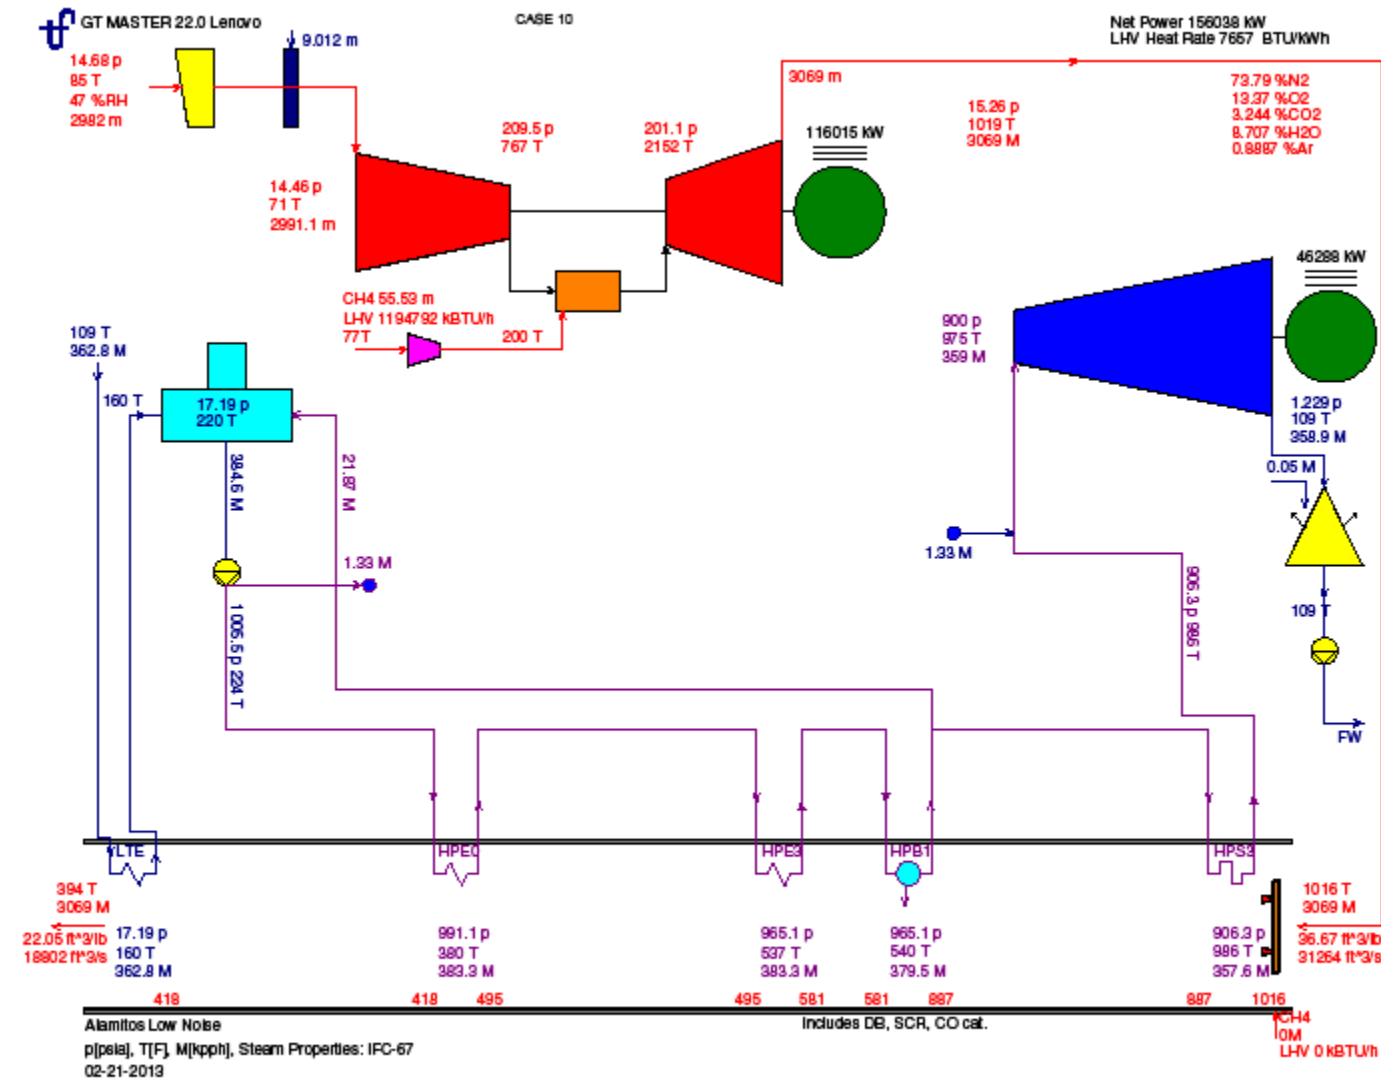 GT MASTER 22.0 Lenovo
CASE 10
Net Power 156038 kW
LHV Heat Rate 7657 BTU/kWh
14.68 p
85 T
47 %RH
2982 m
9.012 m
3069 m
15.26 p
1019 T
3069 M
73.79 %N2
13.37 %O2
3.244 %CO2
8.707 %H2O
0.8887 %Ar
209.5 p
767 T
201.1 p
2152 T
116015 kW
14.46 p
71 T
2991.1 m
46288 kW
CH4 55.53 m
LHV 1194792 kBTU/h
77T
200 T
900 p
975 T
359 M
109 T
362.8 M
160 T
17.19 p
220 T
1.229 p
109 T
358.9 M
0.05 M
384.6 M
21.87 M
1.33 M
1.33 M
109 T
1005.5 p 224 T
906.3 p 986 T
FW
LTE
HPE0
HPE3
HPB1
HPS3
394 T
3069 M
22.05 ft^3/lb
18802 ft^3/s
17.19 p
160 T
362.8 M
991.1 p
380 T
383.3 M
965.1 p
537 T
383.3 M
965.1 p
540 T
379.5 M
906.3 p
986 T
357.6 M
1016 T
3069 M
36.67 ft^3/lb
31264 ft^3/s
418
418
495
495
581
581
887
887
1016
CH4
0M
LHV 0 kBTU/h
Alamitos Low Noise
Includes DB, SCR, CO cat.
p[psia], T[F], M[kpph], Steam Properties: IFC-67
02-21-2013